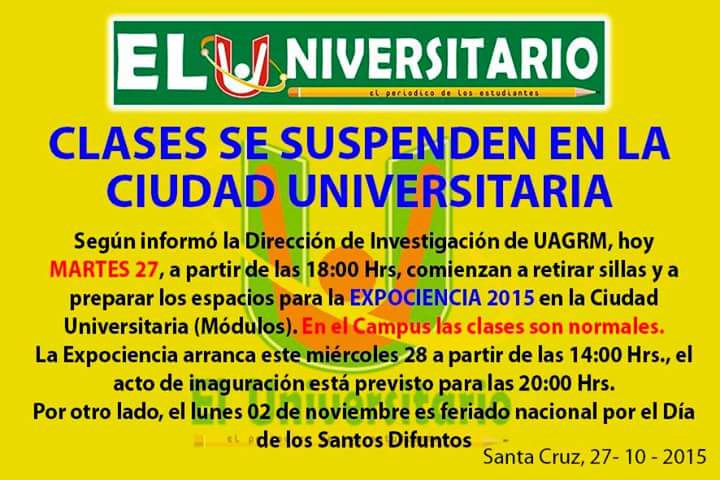 EL UNIVERSITARIO
el periodico de los estudiantes
CLASES SE SUSPENDEN EN LA
CIUDAD UNIVERSITARIA
Según informó la Dirección de Investigación de UAGRM, hoy
MARTES 27, a partir de las 18:00 Hrs, comienzan a retirar sillas y a
preparar los espacios para la EXPOCIENCIA 2015 en la Ciudad
Universitaria (Módulos). En el Campus las clases son normales.
La Expociencia arranca este miércoles 28 a partir de las 14:00 Hrs., el
acto de inaguración está previsto para las 20:00 Hrs.
Por otro lado, el lunes 02 de noviembre es feriado nacional por el Día
de los Santos Difuntos
El Universitario
Santa Cruz, 27- 10 - 2015